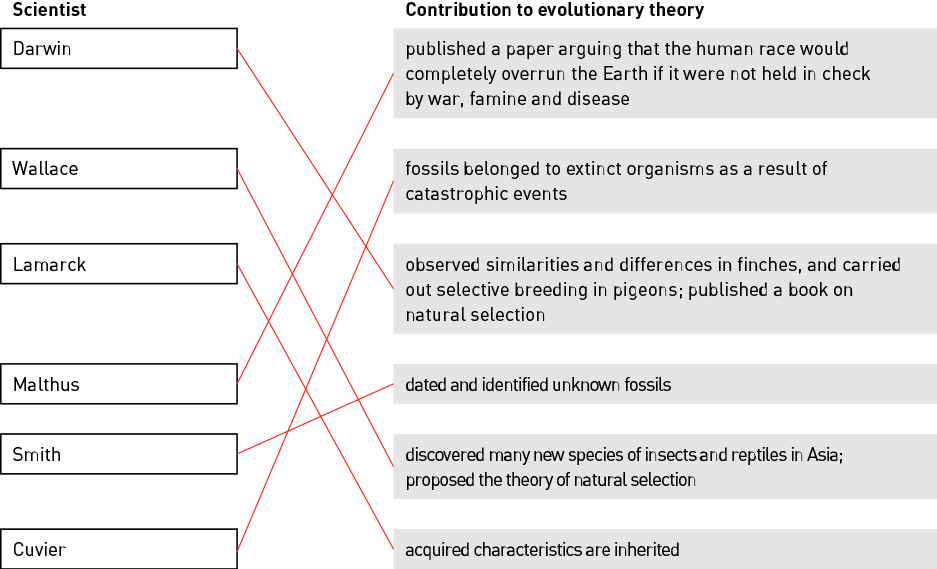 Scientist
Contribution to evolutionary theory
Darwin
published a paper arguing that the human race would
completely overrun the Earth if it were not held in check
by war, famine and disease
Wallace
fossils belonged to extinct organisms as a result of
catastrophic events
Lamarck
observed similarities and differences in finches, and carried
out selective breeding in pigeons; published a book on
natural selection
Malthus
dated and identified unknown fossils
Smith
discovered many new species of insects and reptiles in Asia;
proposed the theory of natural selection
Cuvier
acquired characteristics are inherited